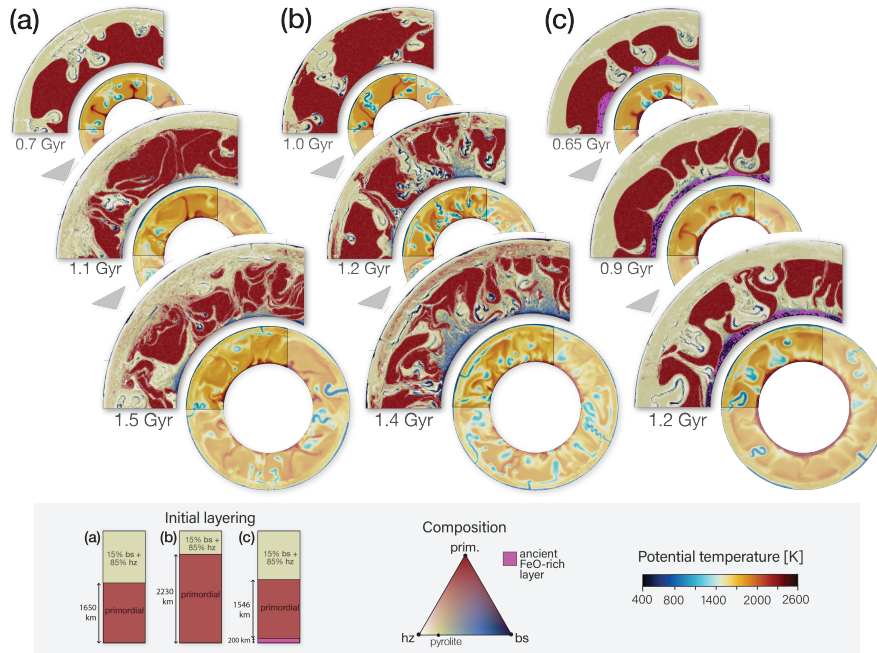 (a)
(b)
(c)
0.7 Gyr
1.0 Gyr
0.65 Gyr
1.1 Gyr
1.2 Gyr
0.9 Gyr
1.5 Gyr
1.4 Gyr
1.2 Gyr
Initial layering
(a)
(b)
(c)
15% bs +
85% hz
15% bs +
85% hz
15% bs +
85% hz
1650
km
primordial
2230
km
primordial
1546
km
primordial
200 km
Composition
prim.
hz
pyrolite
bs
ancient
FeO-rich
layer
Potential temperature [K]
400 800 1400 2000 2600